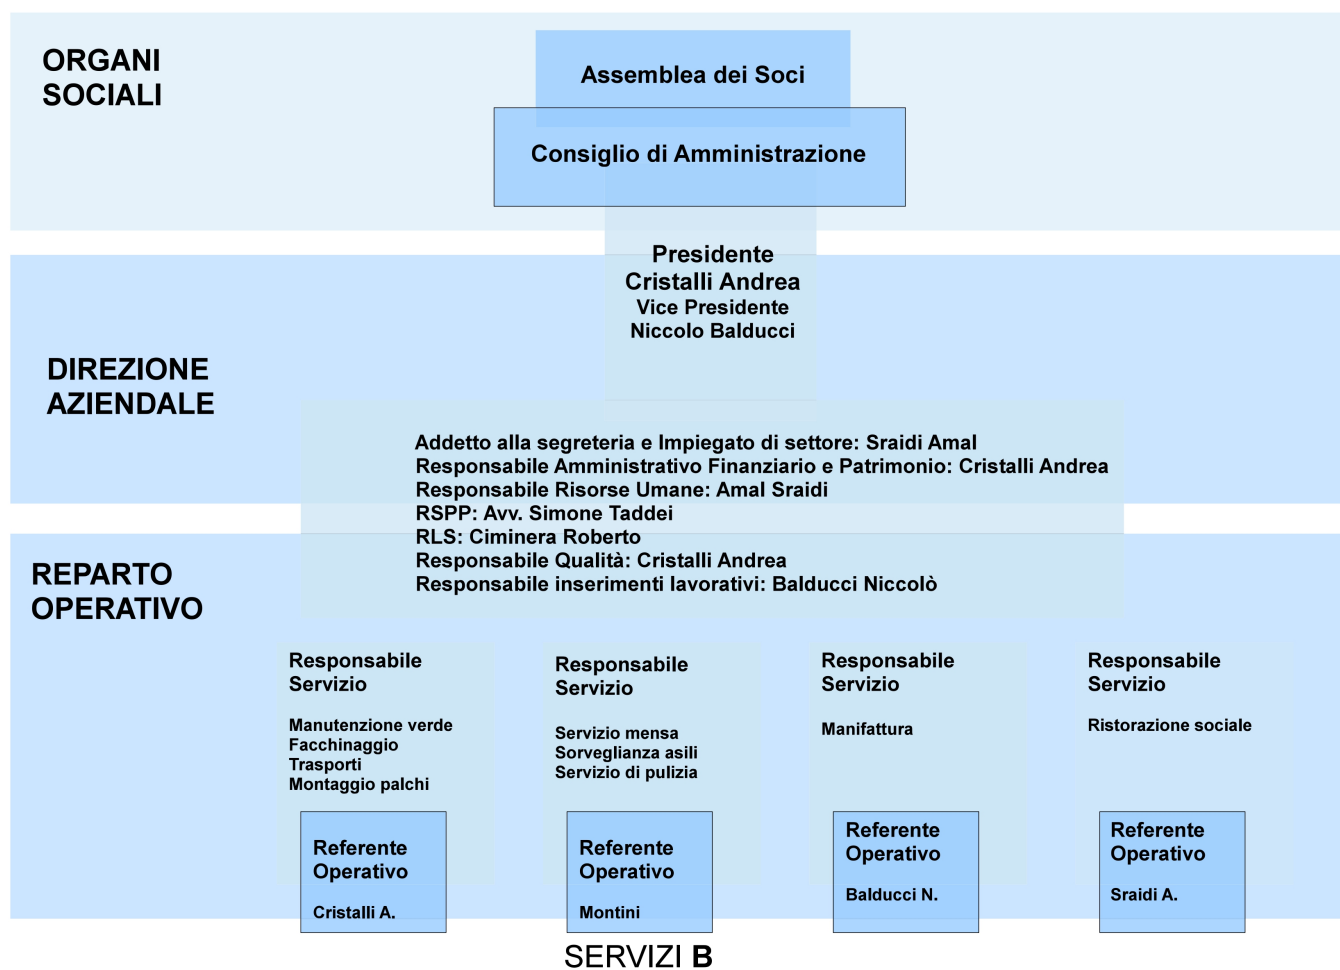 ORGANI
SOCIALI
Assemblea dei Soci
Consiglio di Amministrazione
Presidente
Cristalli Andrea
Vice Presidente
Niccolo Balducci
DIREZIONE
AZIENDALE
Addetto alla segreteria e Impiegato di settore: Sraidi Amal
Responsabile Amministrativo Finanziario e Patrimonio: Cristalli Andrea
Responsabile Risorse Umane: Amal Sraidi
RSPP: Avv. Simone Taddei
RLS: Ciminera Roberto
Responsabile Qualità: Cristalli Andrea
Responsabile inserimenti lavorativi: Balducci Niccolò
REPARTO
OPERATIVO
Responsabile
Servizio
Manutenzione verde
Facchinaggio
Trasporti
Montaggio palchi
Referente
Operativo
Cristalli A.
Responsabile
Servizio
Servizio mensa
Sorveglianza asili
Servizio di pulizia
Referente
Operativo
Montini
Responsabile
Servizio
Manifattura
Referente
Operativo
Balducci N.
Responsabile
Servizio
Ristorazione sociale
Referente
Operativo
Sraidi A.
SERVIZI B